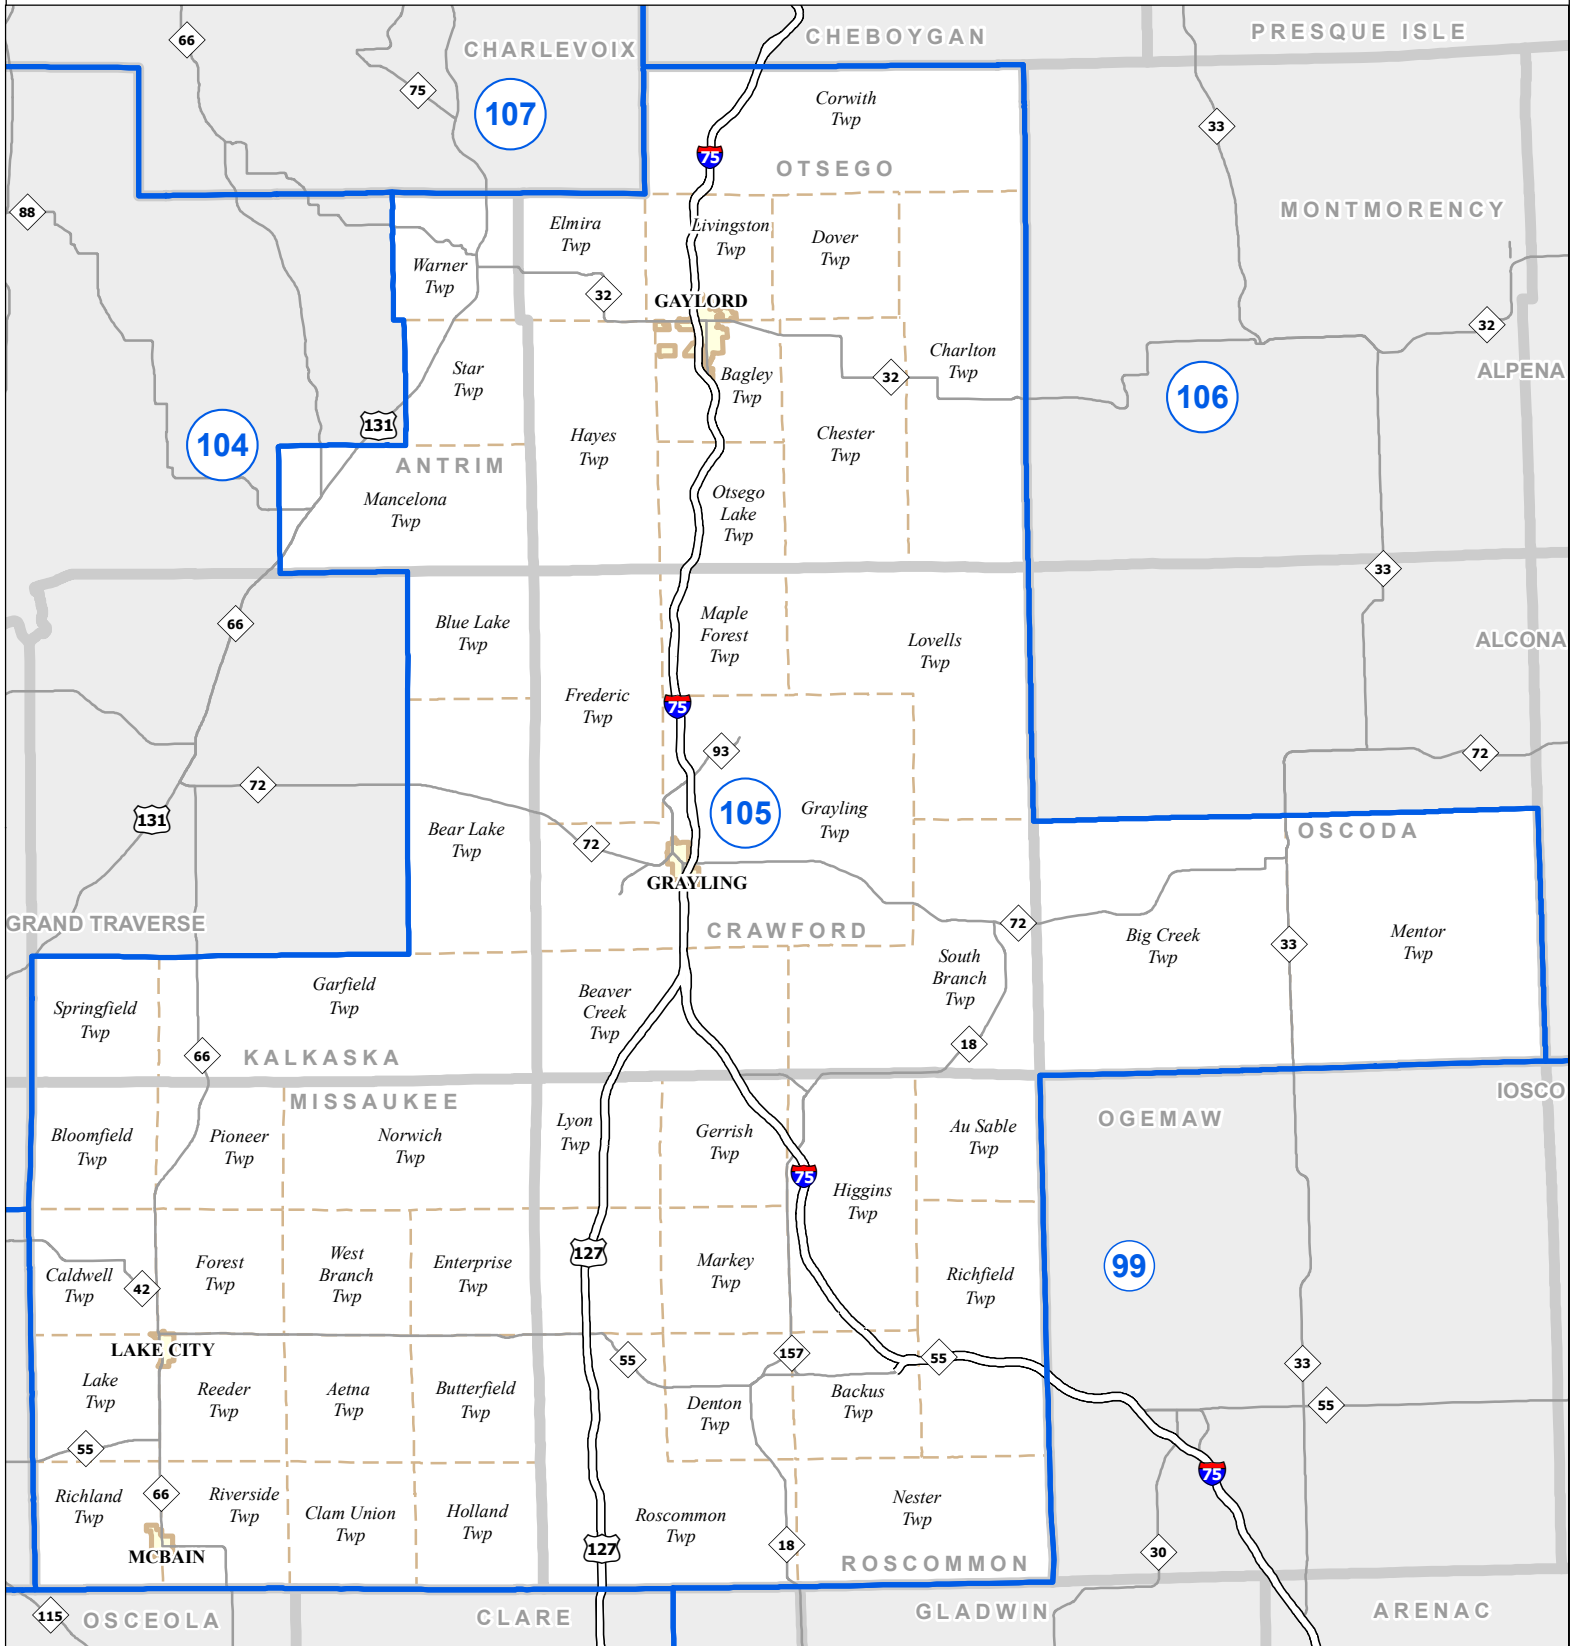 CHARLEVOIX
CHEBOYGAN
PRESQUE ISLE
66
75
107
Corwith
Twp
33
75
OTSEGO
88
MONTMORENCY
Elmira
Twp
Livingston
Twp
Dover
Twp
Warner
Twp
32
GAYLORD
32
Star
Twp
Bagley
Twp
32
Charlton
Twp
ALPENA
106
131
104
Hayes
Twp
Chester
Twp
ANTRIM
Mancelona
Twp
Otsego
Lake
Twp
33
66
Blue Lake
Twp
Maple
Forest
Twp
Lovells
Twp
ALCONA
Frederic
Twp
75
93
72
72
131
105
Grayling
Twp
Bear Lake
Twp
72
OSCODA
GRAYLING
GRAND TRAVERSE
CRAWFORD
72
Big Creek
Twp
33
Mentor
Twp
Springfield
Twp
Garfield
Twp
Beaver
Creek
Twp
South
Branch
Twp
66
KALKASKA
18
MISSAUKEE
IOSCO
OGEMAW
Bloomfield
Twp
Pioneer
Twp
Norwich
Twp
Lyon
Twp
Gerrish
Twp
Au Sable
Twp
75
Higgins
Twp
127
Caldwell
Twp
42
Forest
Twp
West
Branch
Twp
Enterprise
Twp
Markey
Twp
Richfield
Twp
99
LAKE CITY
55
157
55
33
Lake
Twp
Reeder
Twp
Aetna
Twp
Butterfield
Twp
Denton
Twp
Backus
Twp
55
55
75
Richland
Twp
66
Riverside
Twp
Clam Union
Twp
Holland
Twp
Roscommon
Twp
Nester
Twp
MCBAIN
127
18
30
ROSCOMMON
115
OSCEOLA
CLARE
GLADWIN
ARENAC